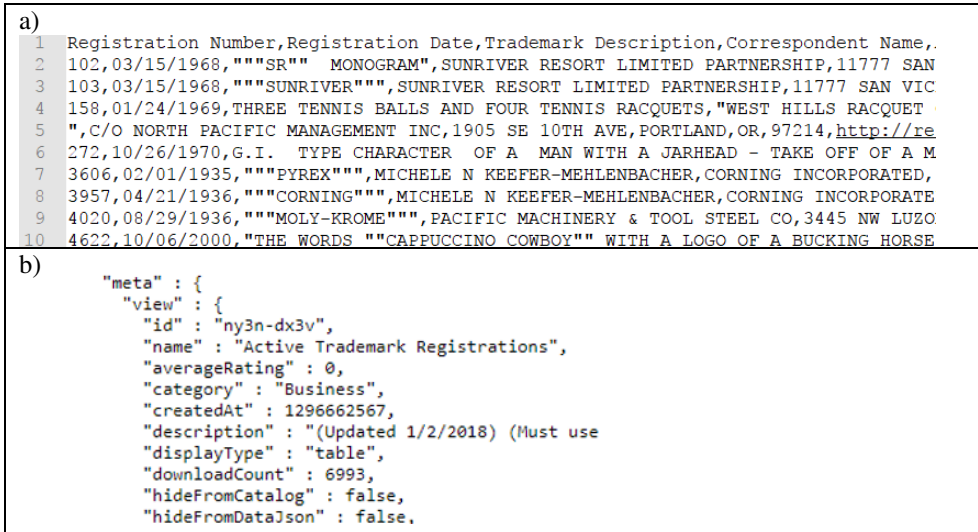 a)
1 Registration Number,Registration Date,Trademark Description,Correspondent Name,
2 102,03/15/1968,"""SR""  MONOGRAM",SUNRIVER RESORT LIMITED PARTNERSHIP,11777 SAN
3 103,03/15/1968,"""SUNRIVER""",SUNRIVER RESORT LIMITED PARTNERSHIP,11777 SAN VIC
4 158,01/24/1969,THREE TENNIS BALLS AND FOUR TENNIS RACQUETS,"WEST HILLS RACQUET
5 ",C/O NORTH PACIFIC MANAGEMENT INC,1905 SE 10TH AVE,PORTLAND,OR,97214,http://re
6 272,10/26/1970,G.I.  TYPE CHARACTER  OF A  MAN WITH A JARHEAD - TAKE OFF OF A M
7 3606,02/01/1935,"""PYREX""",MICHELE N KEEFER-MEHLENBACHER,CORNING INCORPORATED,
8 3957,04/21/1936,"""CORNING""",MICHELE N KEEFER-MEHLENBACHER,CORNING INCORPORATE
9 4020,08/29/1936,"""MOLY-KROME""",PACIFIC MACHINERY & TOOL STEEL CO,3445 NW LUZO
10 4622,10/06/2000,"THE WORDS ""CAPPUCCINO COWBOY"" WITH A LOGO OF A BUCKING HORSE
b)
"meta" : {
"view" : {
"id" : "ny3n-dx3v",
"name" : "Active Trademark Registrations",
"averageRating" : 0,
"category" : "Business",
"createdAt" : 1296662567,
"description" : "(Updated 1/2/2018) (Must use
"displayType" : "table",
"downloadCount" : 6993,
"hideFromCatalog" : false,
"hideFromDataJson" : false,